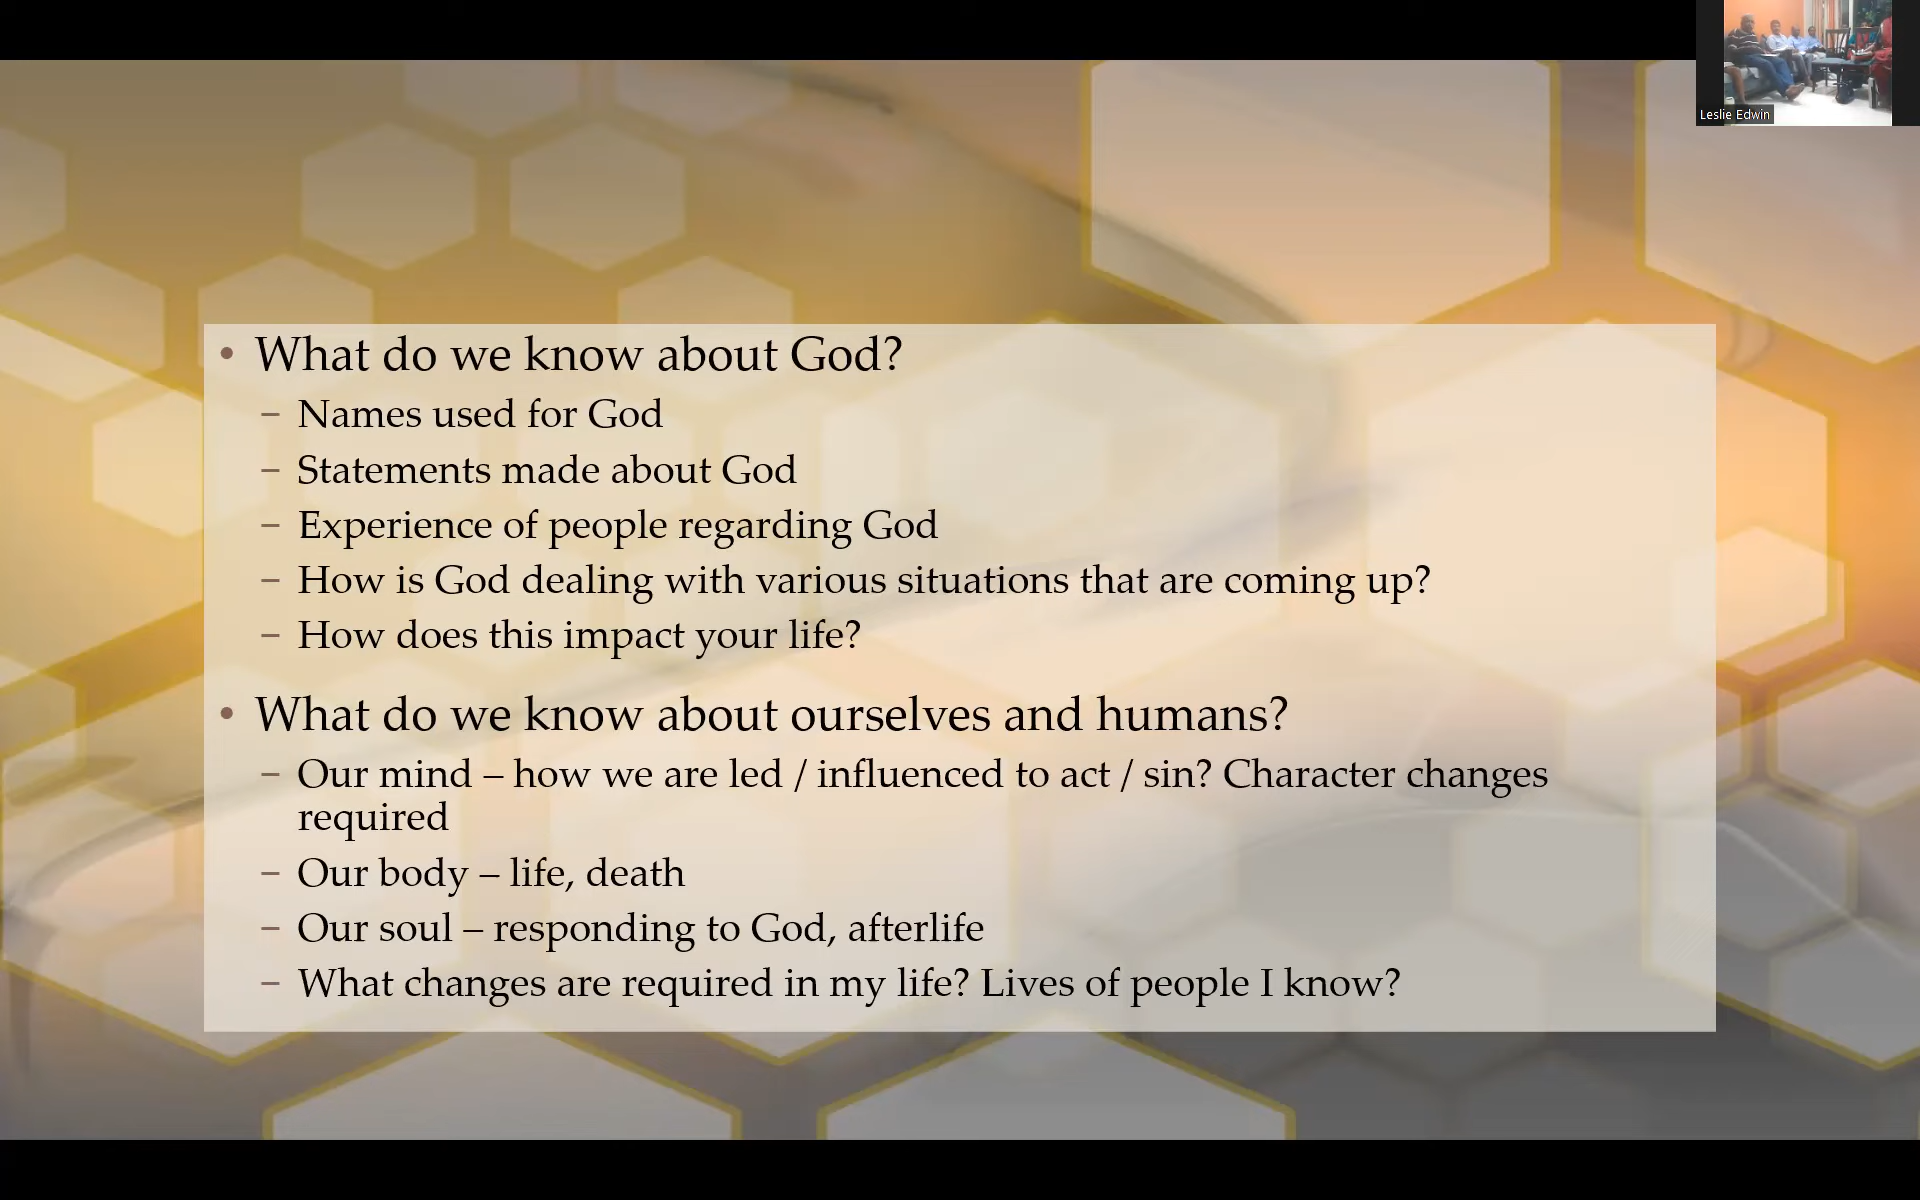 Leslie Edwin
• What do we know about God?
– Names used for God
– Statements made about God
– Experience of people regarding God
– How is God dealing with various situations that are coming up?
– How does this impact your life?
• What do we know about ourselves and humans?
– Our mind – how we are led / influenced to act / sin? Character changes
required
– Our body – life, death
– Our soul – responding to God, afterlife
– What changes are required in my life? Lives of people I know?